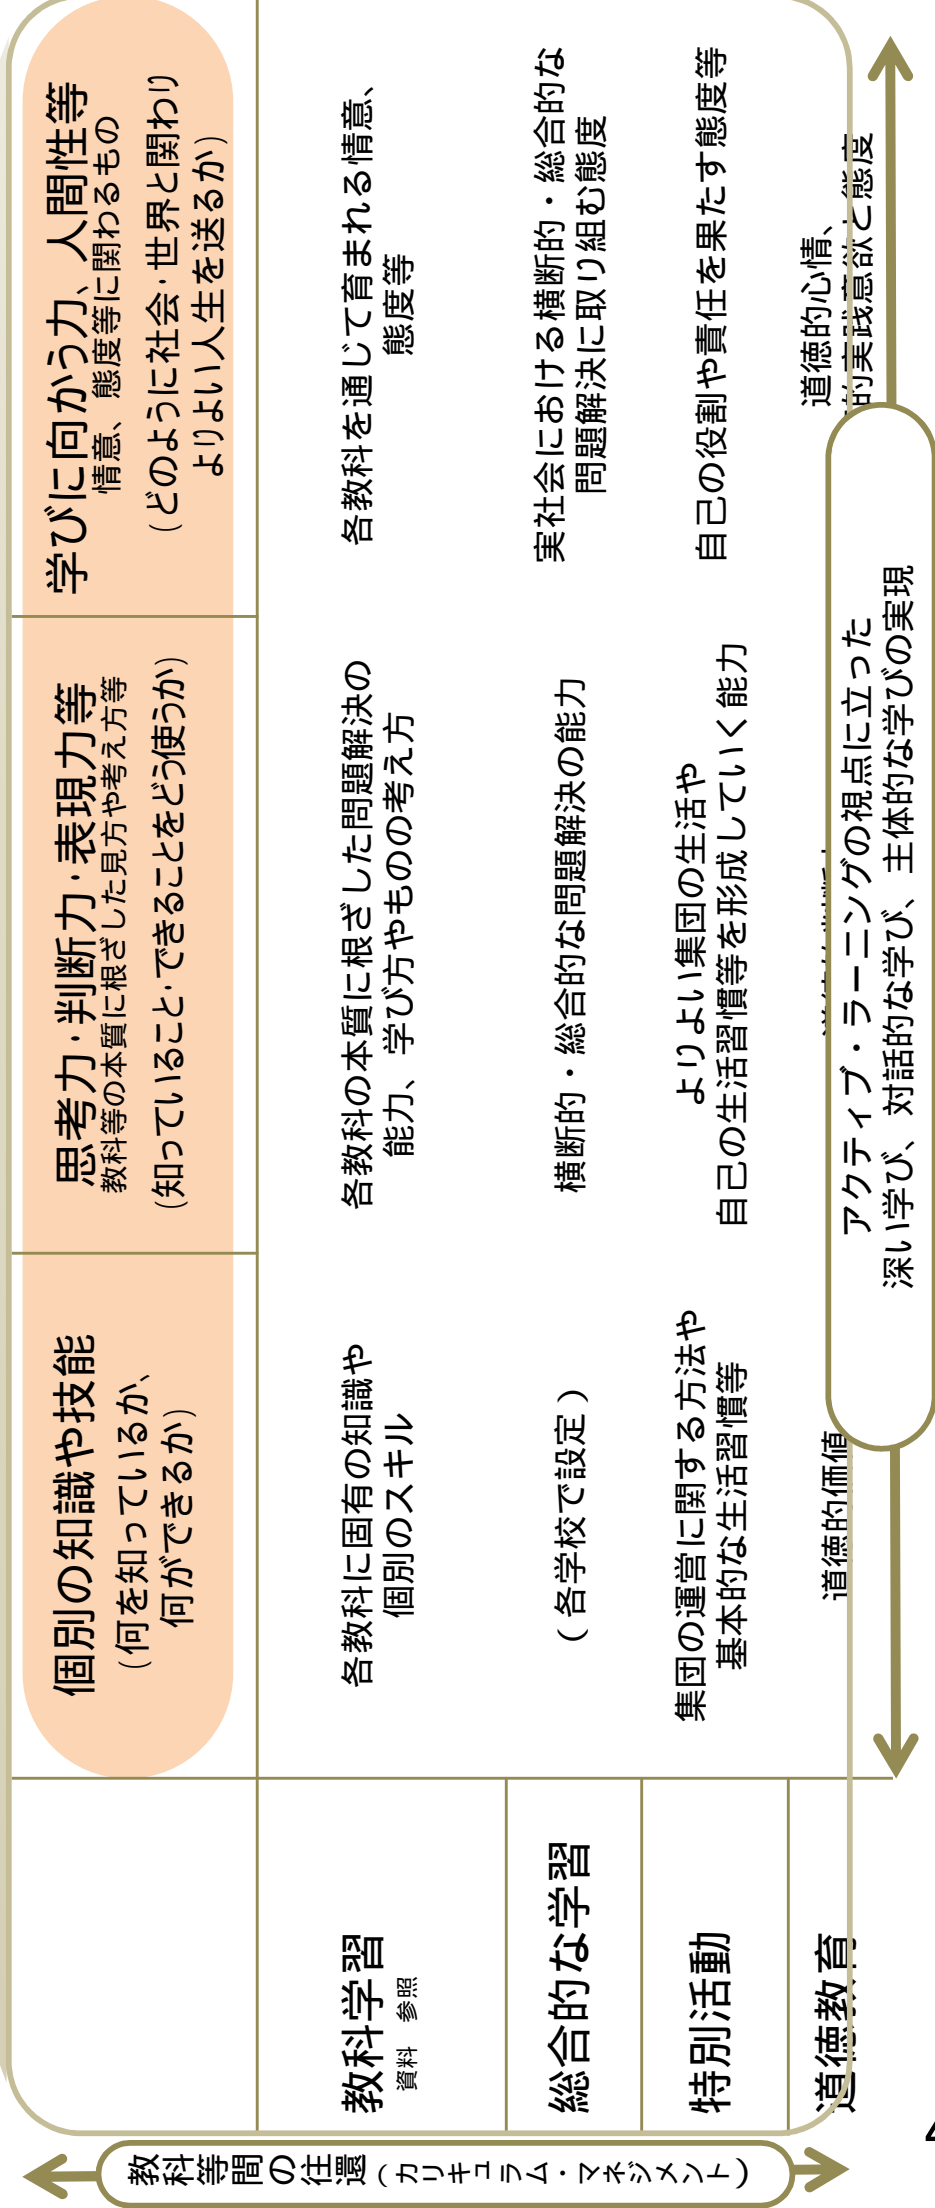 個別の知識や技能
(何を知っているか、
何ができるか)
思考力・判断力・表現力等
教科等の本質に根ざした見方や考え方等
(知っていること・できることをどう使うか)
学びに向かう力、人間性等
情意、態度等に関わるもの
(どのように社会・世界と関わり
よりよい人生を送るか)
教科学習
資料 参照
各教科に固有の知識や
個別のスキル
各教科の本質に根ざした問題解決の
能力、学び方やものの考え方
各教科を通じて育まれる情意、
態度等
総合的な学習
(各学校で設定)
横断的・総合的な問題解決の能力
実社会における横断的・総合的な
問題解決に取り組む態度
特別活動
集団の運営に関する方法や
基本的な生活習慣等
よりよい集団の生活や
自己の生活習慣等を形成していく能力
自己の役割や責任を果たす態度等
道徳教育
道徳的価値
道徳的心情、
的実践意欲と態度
アクティブ・ラーニングの視点に立った
深い学び、対話的な学び、主体的な学びの実現
教科等間の往還(カリキュラム・マネジメント)